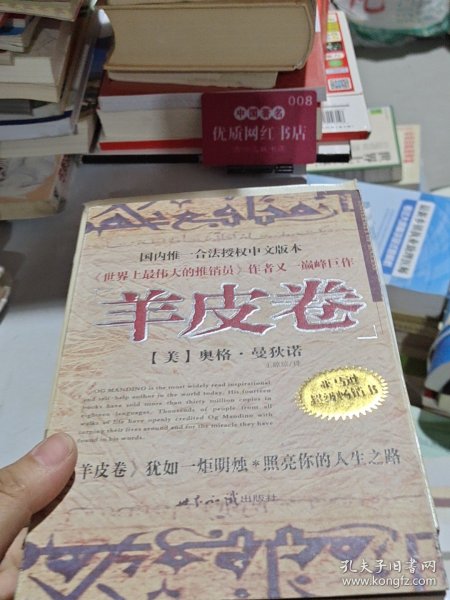 008
中国著名
优质网红书店
国内惟一合法授权中文版本
《世界上最伟大的推销员》作者又一巅峰巨作
羊皮卷
【美】奥格·曼狄诺
OG MANDINO is the most widely read inspirational
and self-help author in the world today. His fourteen
books have sold more than thirty million copies in
eighteen languages. Thousands of people from all
walks of life have openly credited Og Mandino with
turning their lives around and for the miracle they have
found in his words.
亚马逊
超级畅销书
羊皮卷》犹如一炬明烛*照亮你的人生之路
世界知识出版社
孔夫子旧书网
www.kongfz.com